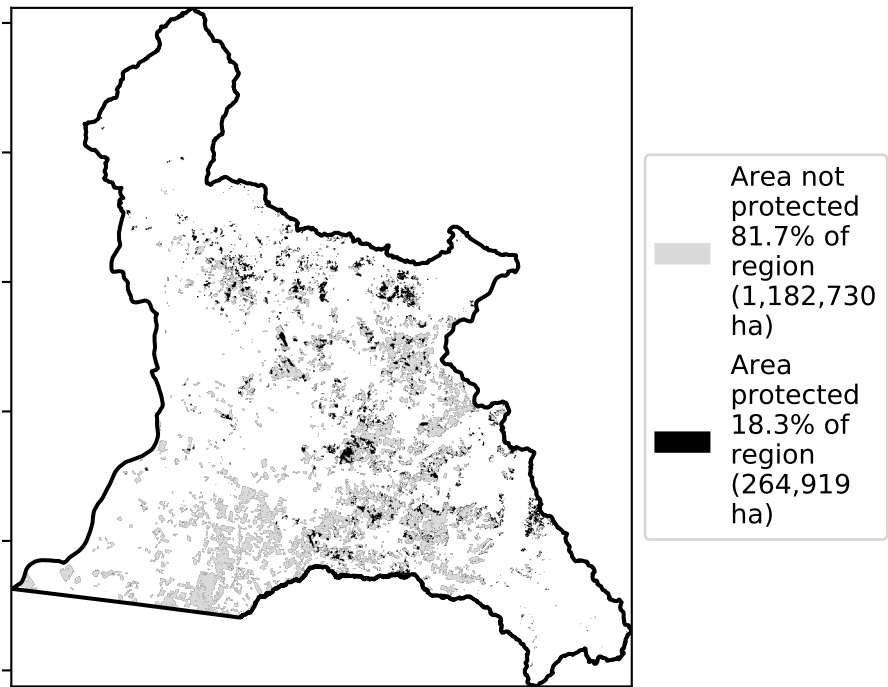 Area not
protected
81.7% of
region
(1,182,730
ha)
Area
protected
18.3% of
region
(264,919
ha)